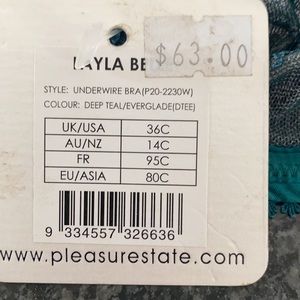 $63.00
LAYLA BE
STYLE: UNDERWIRE BRA(P20-2230W)
COLOUR: DEEP TEAL/EVERGLADE(DTEE)
UK/USA 36C
AU/NZ 14C
FR 95C
EU/ASIA 80C
9 334557 326636
www.pleasurestate.com